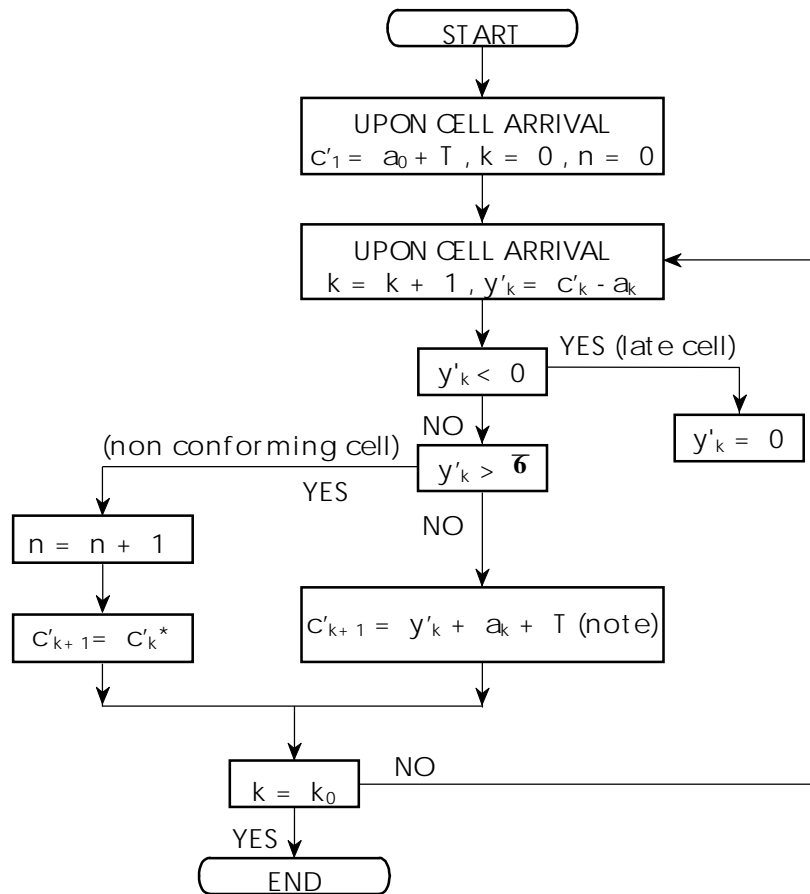 START
UPON CELL ARRIVAL
c'₁ = a₀ + T , k = 0 , n = 0
UPON CELL ARRIVAL
k = k + 1 , y'ₖ = c'ₖ - aₖ
YES (late cell)
y'ₖ < 0
NO
y'ₖ = 0
(non conforming cell)
y'ₖ > 6̅
YES
NO
n = n + 1
c'ₖ₊₁ = c'ₖ*
c'ₖ₊₁ = y'ₖ + aₖ + T (note)
NO
k = k₀
YES
END